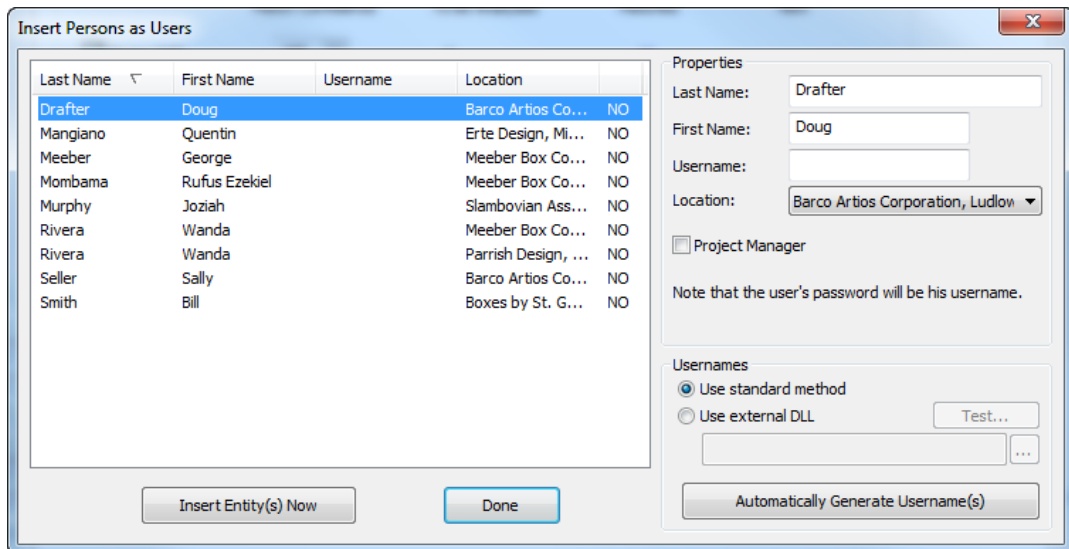 Insert Persons as Users
Last Name First Name Username Location
Drafter Doug Barco Artios Co... NO
Mangiano Quentin Erte Design, Mi... NO
Meeber George Meeber Box Co... NO
Mombama Rufus Ezekiel Meeber Box Co... NO
Murphy Joziah Slambovian Ass... NO
Rivera Wanda Meeber Box Co... NO
Rivera Wanda Parrish Design, ... NO
Seller Sally Barco Artios Co... NO
Smith Bill Boxes by St. G... NO
Insert Entity(s) Now Done
Properties
Last Name: Drafter
First Name: Doug
Username:
Location: Barco Artios Corporation, Ludlow
Project Manager
Note that the user's password will be his username.
Usernames
Use standard method
Use external DLL Test...
...
Automatically Generate Username(s)